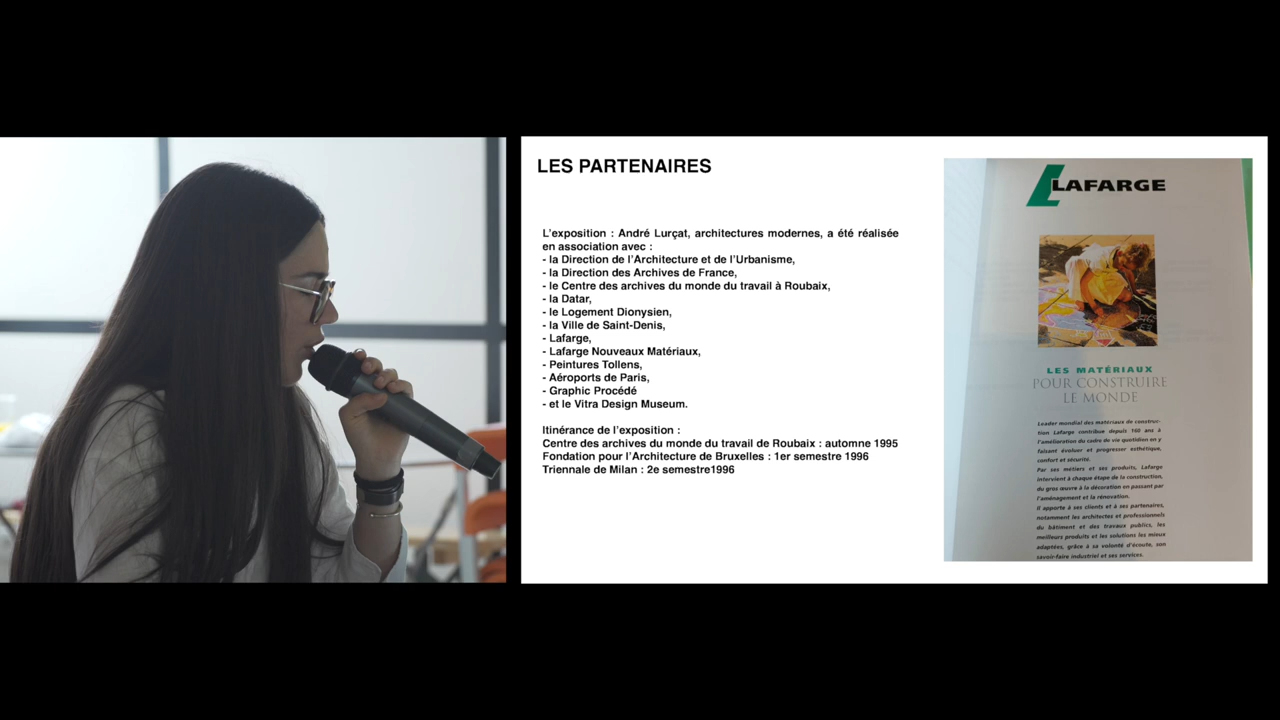 LES PARTENAIRES
L'exposition : André Lurçat, architectures modernes, a été réalisée
en association avec :
- la Direction de l'Architecture et de l'Urbanisme,
- la Direction des Archives de France,
- le Centre des archives du monde du travail à Roubaix,
- la Datar,
- le Logement Dionysien,
- la Ville de Saint-Denis,
- Lafarge,
- Lafarge Nouveaux Matériaux,
- Peintures Tollens,
- Aéroports de Paris,
- Graphic Procédé
- et le Vitra Design Museum.
Itinérance de l'exposition :
Centre des archives du monde du travail de Roubaix : automne 1995
Fondation pour l'Architecture de Bruxelles : 1er semestre 1996
Triennale de Milan : 2e semestre1996
LAFARGE
LES MATÉRIAUX
POUR CONSTRUIRE
LE MONDE
Leader mondial des matériaux de construc-
tion Lafarge contribue depuis 160 ans à
l'amélioration du cadre de vie quotidien en y
faisant évoluer et progresser esthétique,
confort et sécurité.
Par ses métiers et ses produits, Lafarge
intervient à chaque étape de la construction,
du gros œuvre à la décoration en passant par
l'aménagement et la rénovation.
Il apporte à ses clients et à ses partenaires,
notamment les architectes et professionnels
du bâtiment et des travaux publics, les
meilleurs produits et les solutions les mieux
adaptées, grâce à sa volonté d'écoute, son
savoir-faire industriel et ses services.